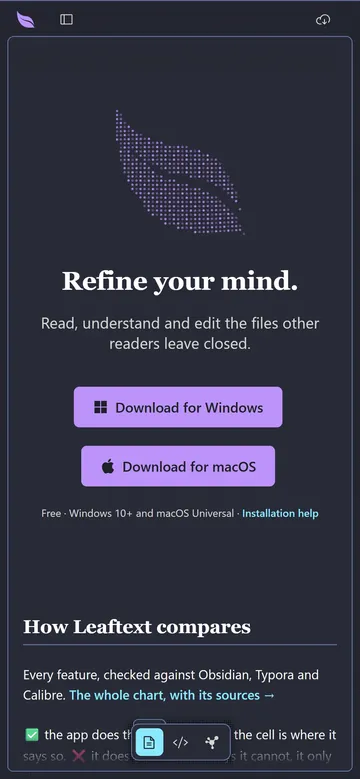 Refine your mind.
Read, understand and edit the files other
readers leave closed.
Download for Windows
Download for macOS
Free · Windows 10+ and macOS Universal · Installation help
How Leaftext compares
Every feature, checked against Obsidian, Typora and
Calibre. The whole chart, with its sources →
✅ the app does the cell is where it
says so. ❌ it does it cannot, it only